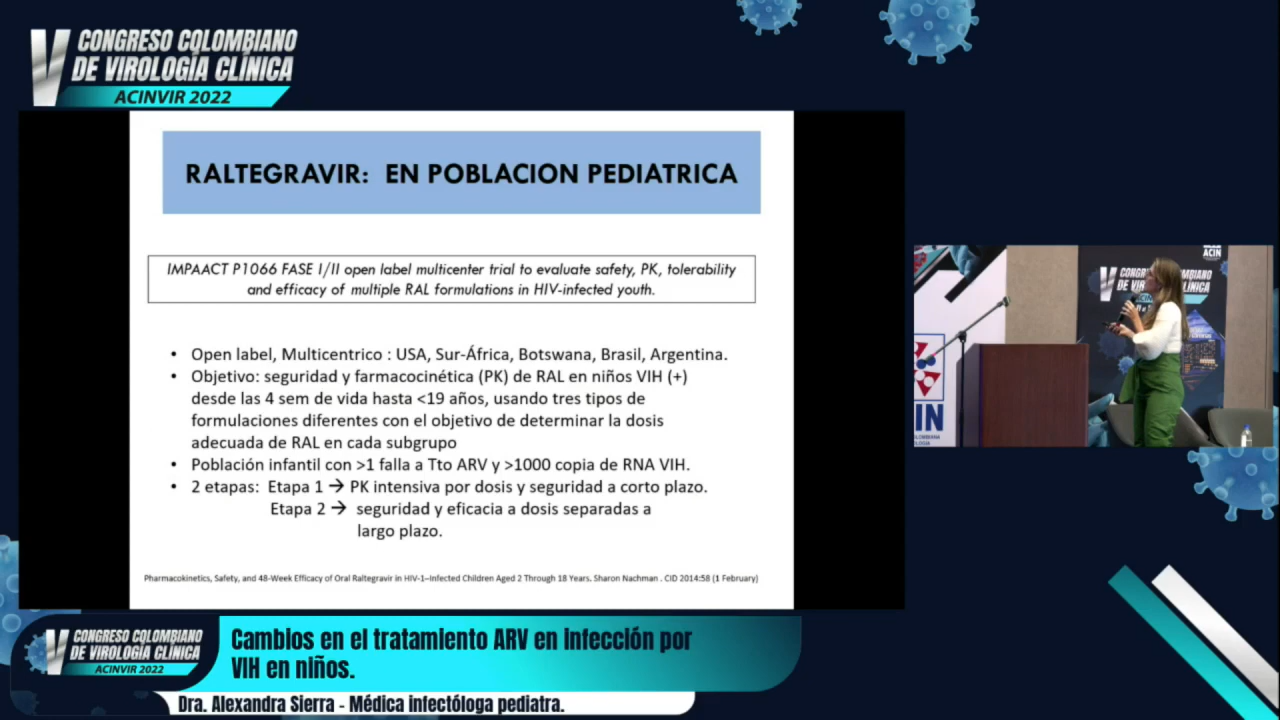 V CONGRESO COLOMBIANO
DE VIROLOGÍA CLÍNICA
ACINVIR 2022
RALTEGRAVIR: EN POBLACION PEDIATRICA
IMPAACT P1066 FASE I/II open label multicenter trial to evaluate safety, PK, tolerability
and efficacy of multiple RAL formulations in HIV-infected youth.
• Open label, Multicentrico : USA, Sur-África, Botswana, Brasil, Argentina.
• Objetivo: seguridad y farmacocinética (PK) de RAL en niños VIH (+)
desde las 4 sem de vida hasta <19 años, usando tres tipos de
formulaciones diferentes con el objetivo de determinar la dosis
adecuada de RAL en cada subgrupo
• Población infantil con >1 falla a Tto ARV y >1000 copia de RNA VIH.
• 2 etapas: Etapa 1 → PK intensiva por dosis y seguridad a corto plazo.
Etapa 2 → seguridad y eficacia a dosis separadas a
largo plazo.
Pharmacokinetics, Safety, and 48-Week Efficacy of Oral Raltegravir in HIV-1–Infected Children Aged 2 Through 18 Years. Sharon Nachman . CID 2014:58 (1 February)
ACIN
V CONGRESO COLOMBIANO
DE VIROLOGÍA CLÍNICA
ACINVIR 2022
Cambios en el tratamiento ARV en infección por
VIH en niños.
Dra. Alexandra Sierra - Médica infectóloga pediatra.